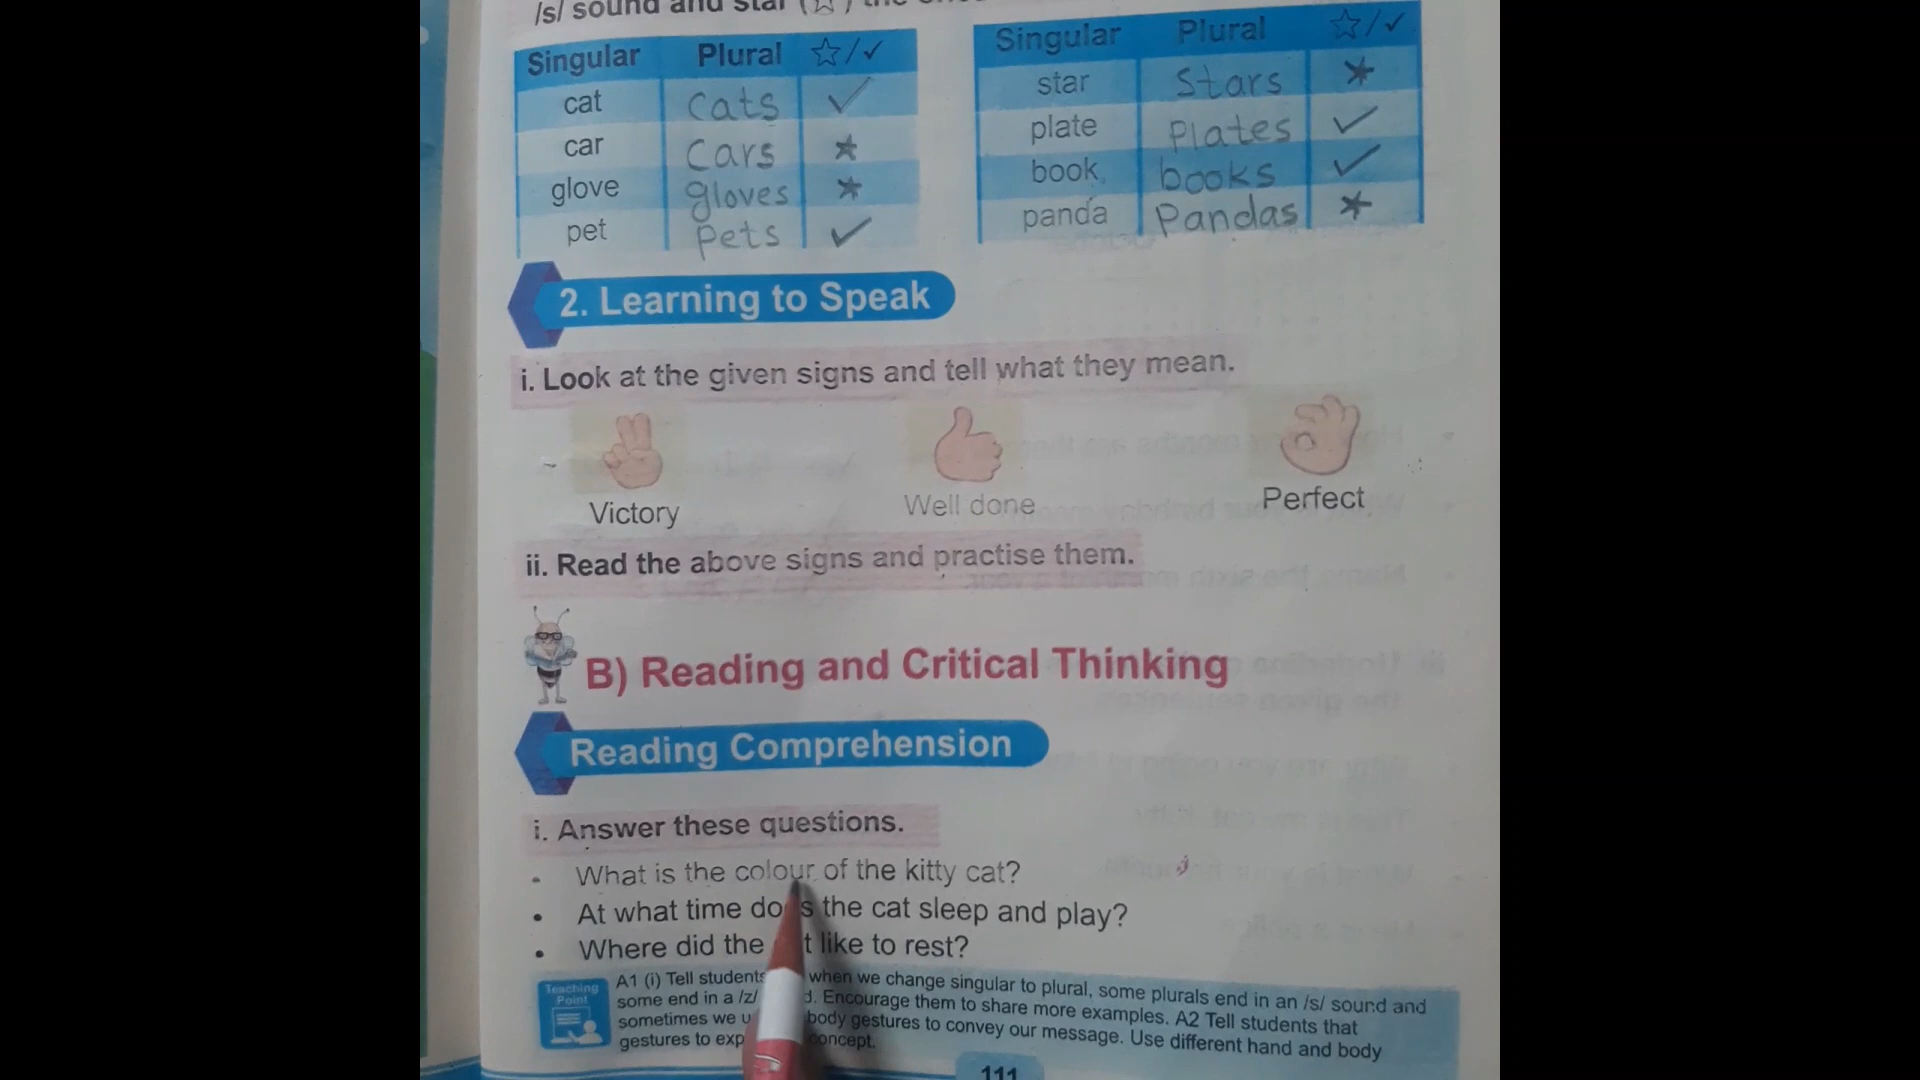 /s/ sound and star (☆) the
Singular Plural ☆/✓
cat cats ✓
car cars ★
glove gloves ★
pet pets ✓
Singular Plural ☆/✓
star stars ★
plate plates ✓
book books ✓
panda pandas ★
2. Learning to Speak
i. Look at the given signs and tell what they mean.
Victory Well done Perfect
ii. Read the above signs and practise them.
B) Reading and Critical Thinking
Reading Comprehension
i. Answer these questions.
- What is the colour of the kitty cat?
• At what time does the cat sleep and play?
• Where did the like to rest?
Teaching
Point
A1 (i) Tell students when we change singular to plural, some plurals end in an /s/ sound and
some end in a /z/ Encourage them to share more examples. A2 Tell students that
sometimes we body gestures to convey our message. Use different hand and body
gestures to concept.
111